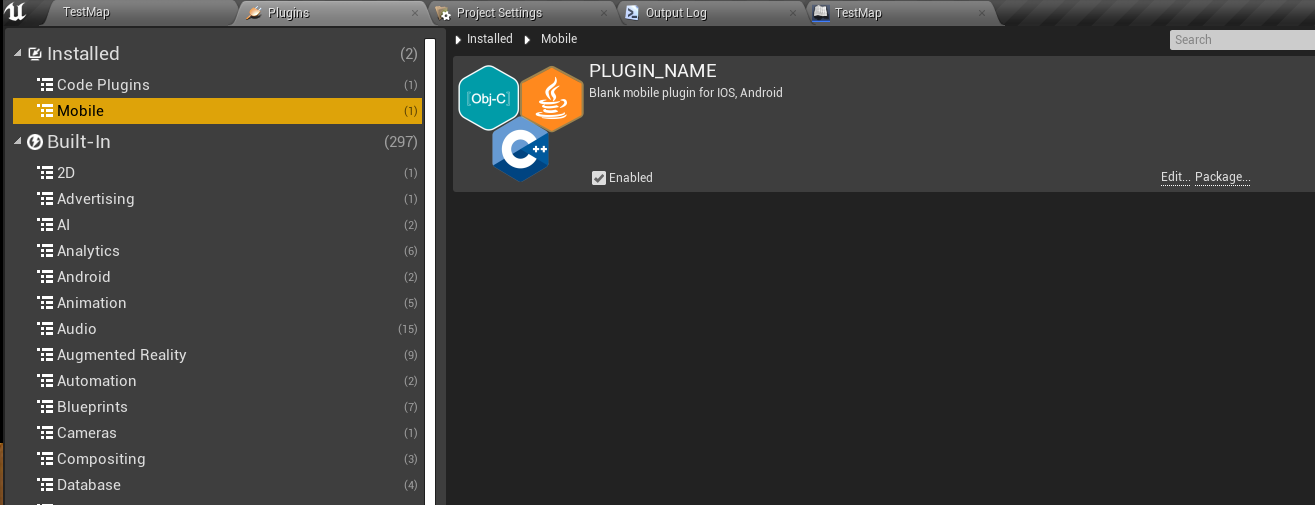 TestMap
Plugins
Project Settings
Output Log
TestMap
Installed (2)
Code Plugins (1)
Mobile (1)
Built-In (297)
2D (1)
Advertising (1)
AI (2)
Analytics (6)
Android (2)
Animation (5)
Audio (15)
Augmented Reality (9)
Automation (2)
Blueprints (7)
Cameras (1)
Compositing (3)
Database (4)
Installed
Mobile
Search
[Obj-C]
C++
PLUGIN_NAME
Blank mobile plugin for IOS, Android
Enabled
Edit... Package...